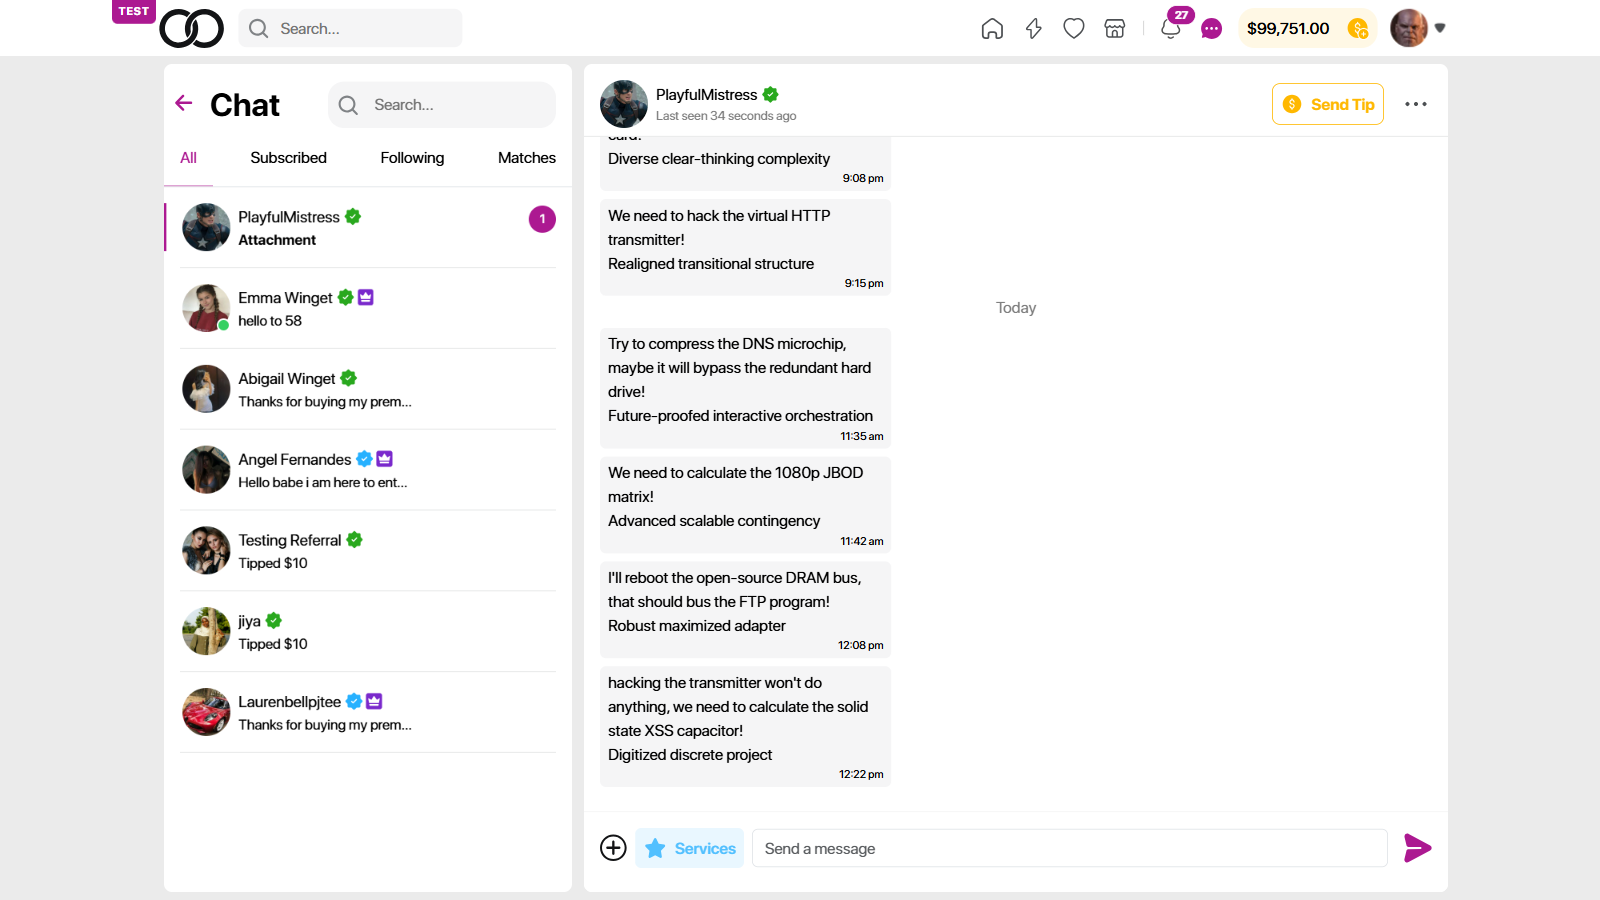 TEST
Search...
27
$99,751.00
Chat
Search...
All
Subscribed
Following
Matches
PlayfulMistress
Attachment
1
Emma Winget
hello to 58
Abigail Winget
Thanks for buying my prem...
Angel Fernandes
Hello babe i am here to ent...
Testing Referral
Tipped $10
jiya
Tipped $10
Laurenbellpjtee
Thanks for buying my prem...
PlayfulMistress
Last seen 34 seconds ago
Send Tip
card!
Diverse clear-thinking complexity
9:08 pm
We need to hack the virtual HTTP
transmitter!
Realigned transitional structure
9:15 pm
Today
Try to compress the DNS microchip,
maybe it will bypass the redundant hard
drive!
Future-proofed interactive orchestration
11:35 am
We need to calculate the 1080p JBOD
matrix!
Advanced scalable contingency
11:42 am
I'll reboot the open-source DRAM bus,
that should bus the FTP program!
Robust maximized adapter
12:08 pm
hacking the transmitter won't do
anything, we need to calculate the solid
state XSS capacitor!
Digitized discrete project
12:22 pm
Services
Send a message